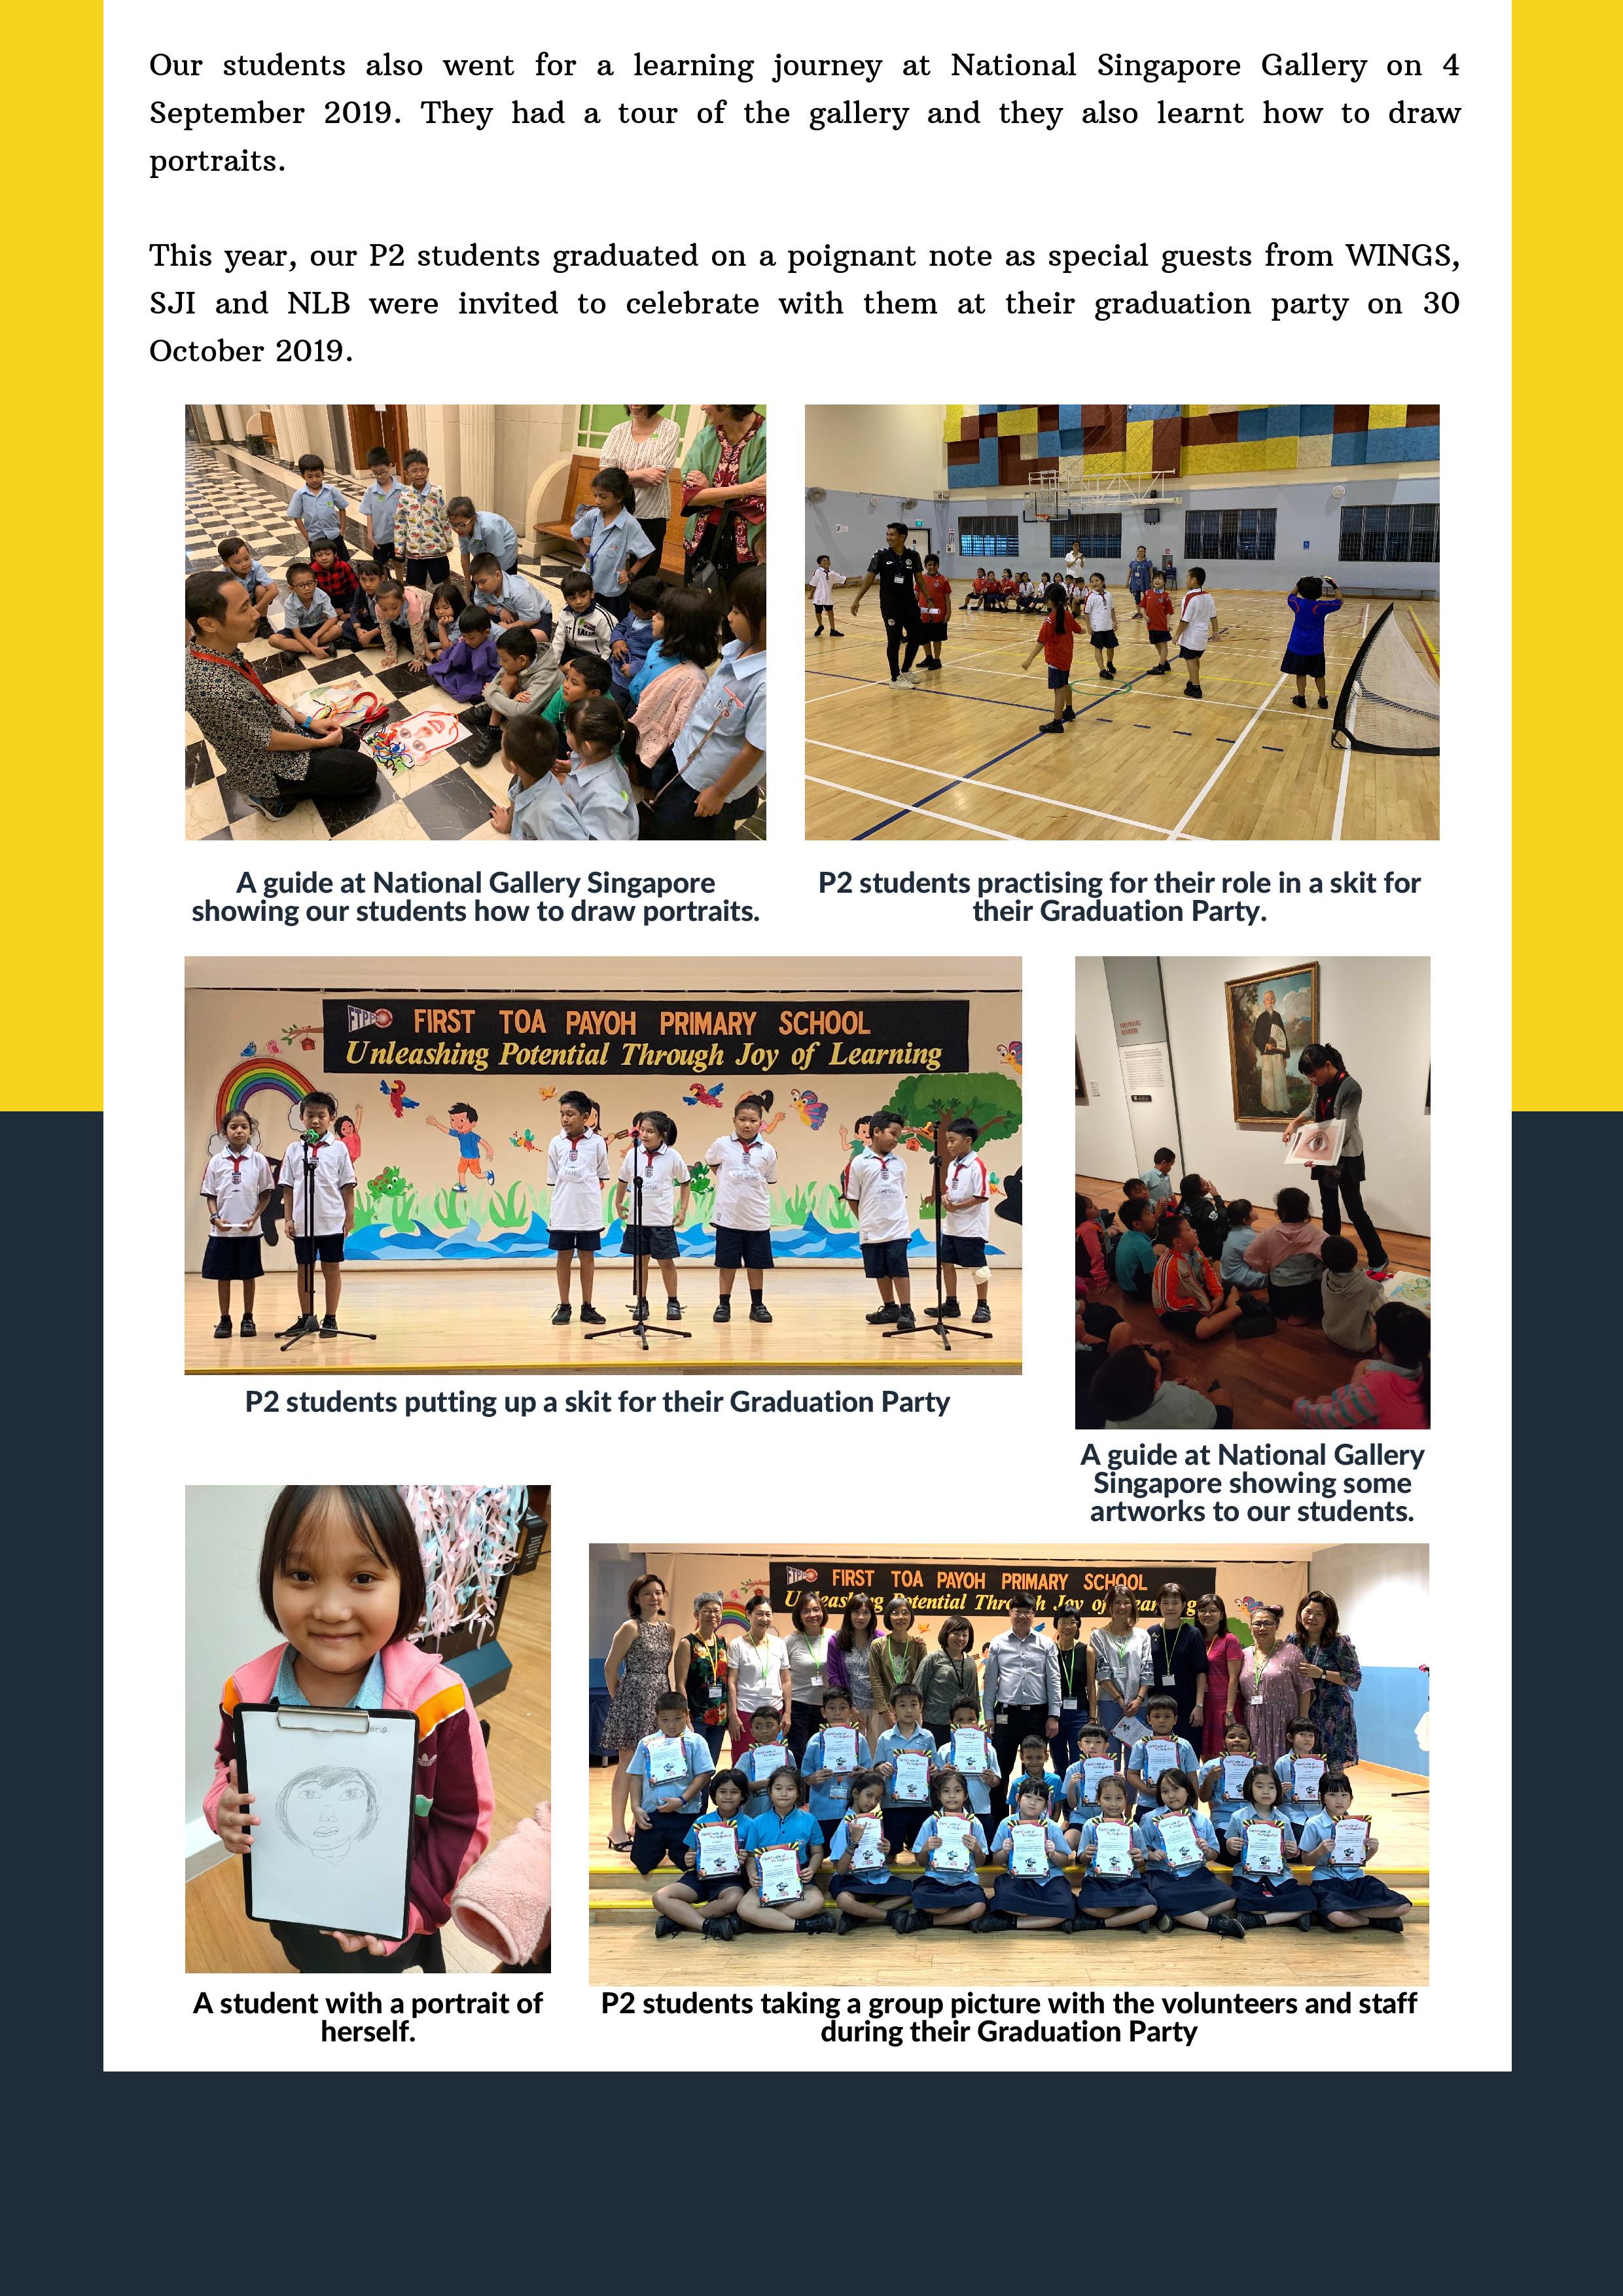 Our students also went for a learning journey at National Singapore Gallery on 4
September 2019. They had a tour of the gallery and they also learnt how to draw
portraits.
This year, our P2 students graduated on a poignant note as special guests from WINGS,
SJI and NLB were invited to celebrate with them at their graduation party on 30
October 2019.
A guide at National Gallery Singapore
showing our students how to draw portraits.
P2 students practising for their role in a skit for
their Graduation Party.
FTPPS FIRST TOA PAYOH PRIMARY SCHOOL
Unleashing Potential Through Joy of Learning
P2 students putting up a skit for their Graduation Party
A guide at National Gallery
Singapore showing some
artworks to our students.
FTPPS FIRST TOA PAYOH PRIMARY SCHOOL
Unleashing Potential Through Joy of Learning
Certificate of
Participation
A student with a portrait of
herself.
P2 students taking a group picture with the volunteers and staff
during their Graduation Party